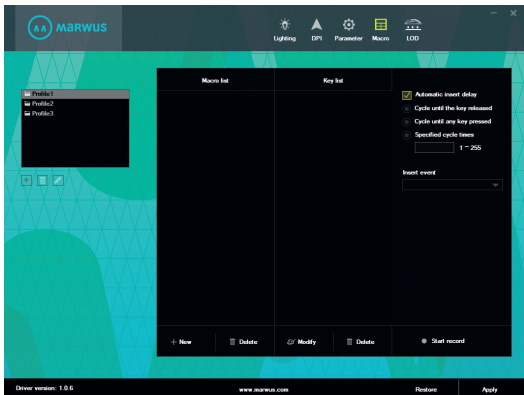 MARWUS
Lighting DPI Parameter Macro LOD
Macro list Key list
Profile1
Profile2
Profile3
Automatic insert delay
Cycle until the key released
Cycle until any key pressed
Specified cycle times
1 ~ 255
Insert event
New Delete Modify Delete Start record
Driver version: 1.0.6 www.marwus.com Restore Apply